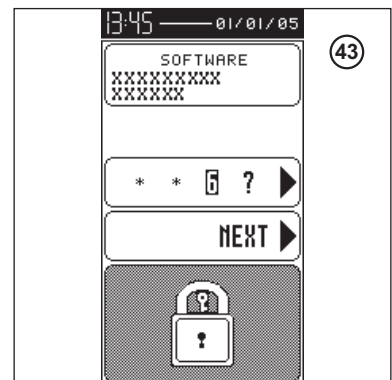 13:45 01/01/05
43
SOFTWARE
XXXXXXXXX
XXXXXX
* * 6 ?
NEXT